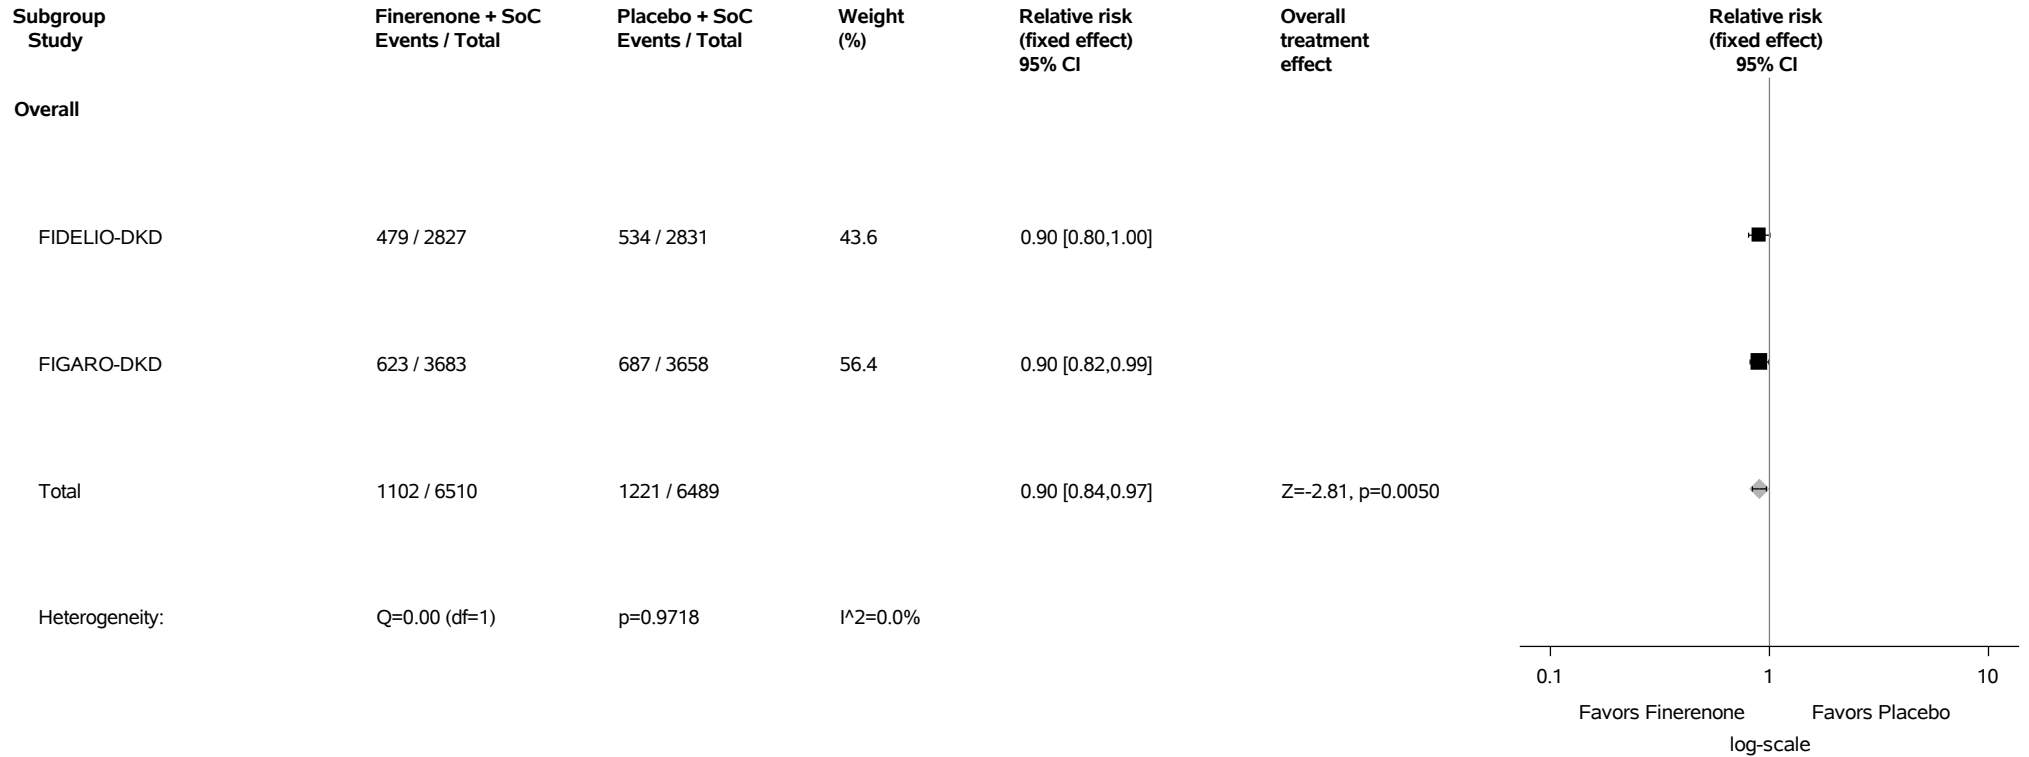 Subgroup Finerenone + SoC Placebo + SoC Weight Relative risk Overall Relative risk
Study Events / Total Events / Total (%) (fixed effect) treatment (fixed effect)
95% CI effect 95% CI
Overall
FIDELIO-DKD 479 / 2827 534 / 2831 43.6 0.90 [0.80,1.00]
FIGARO-DKD 623 / 3683 687 / 3658 56.4 0.90 [0.82,0.99]
Total 1102 / 6510 1221 / 6489 0.90 [0.84,0.97] Z=-2.81, p=0.0050
Heterogeneity: Q=0.00 (df=1) p=0.9718 I^2=0.0%
0.1 1 10
Favors Finerenone Favors Placebo
log-scale